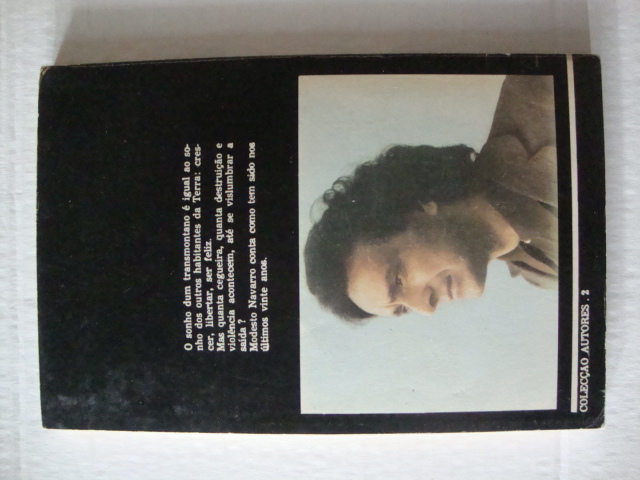 O sonho dum transmontano é igual ao so-
nho dos outros habitantes da Terra: cres-
cer, libertar, ser feliz.
Mas quanta cegueira, quanta destruição e
violência acontecem, até se vislumbrar a
saída?
Modesto Navarro conta como tem sido nos
últimos vinte anos.
COLECÇÃO AUTORES . 2